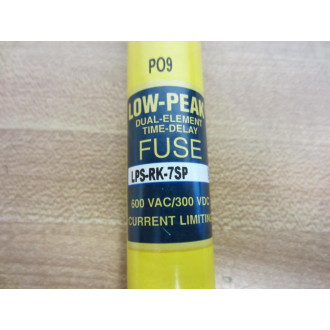 PO9
LOW-PEAK
DUAL-ELEMENT
TIME-DELAY
FUSE
LPS-RK-7SP
600 VAC/300 VDC
CURRENT LIMITIN